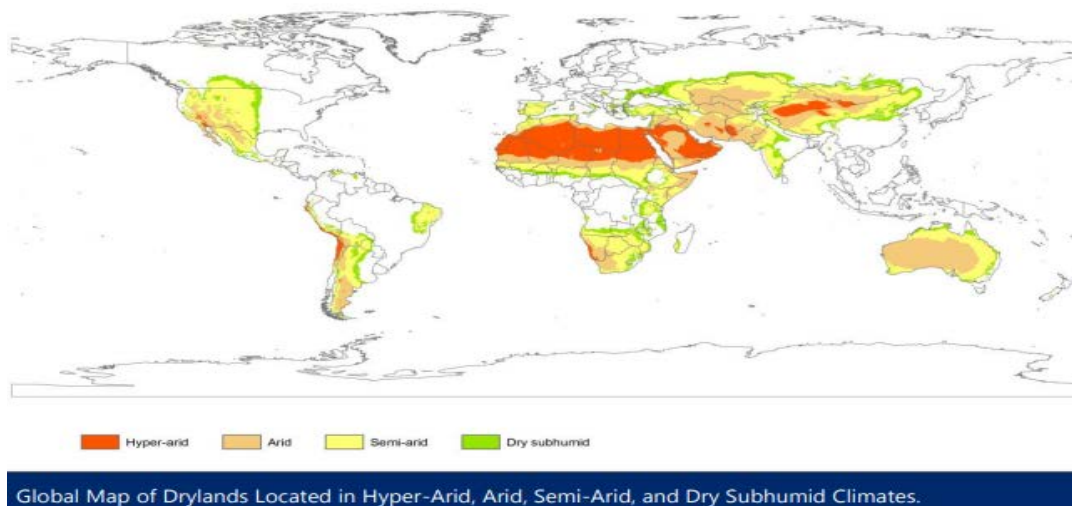 Hyper-arid Arid Semi-arid Dry subhumid
Global Map of Drylands Located in Hyper-Arid, Arid, Semi-Arid, and Dry Subhumid Climates.